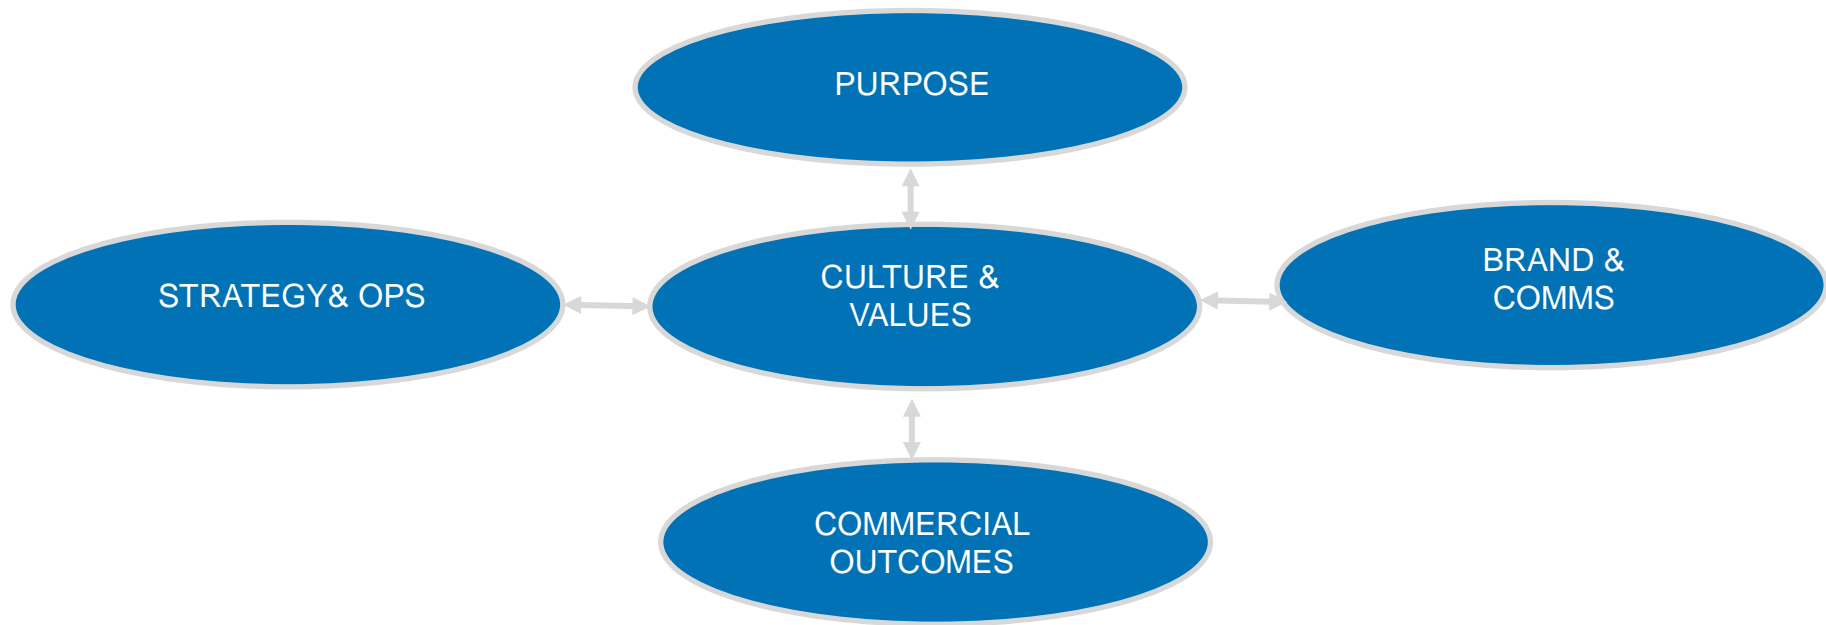 PURPOSE
STRATEGY& OPS
CULTURE &
VALUES
BRAND &
COMMS
COMMERCIAL
OUTCOMES